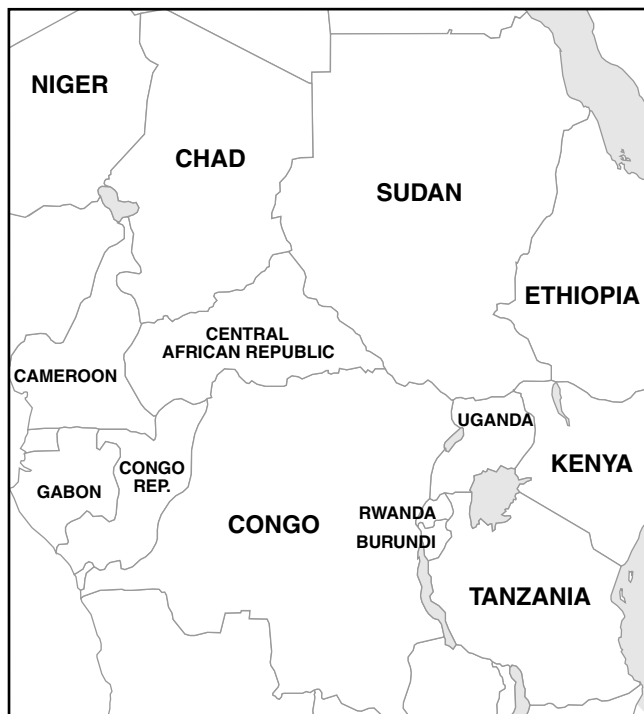 NIGER
CHAD
SUDAN
ETHIOPIA
CENTRAL
AFRICAN REPUBLIC
CAMEROON
UGANDA
KENYA
CONGO
REP.
GABON
CONGO
RWANDA
BURUNDI
TANZANIA